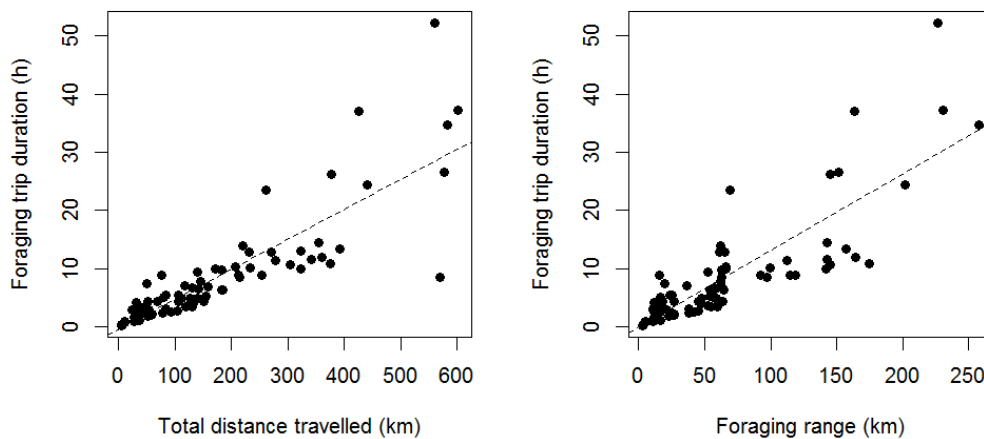 Foraging trip duration (h)
50
40
30
20
10
0
0 100 200 300 400 500 600
Total distance travelled (km)
Foraging trip duration (h)
50
40
30
20
10
0
0 50 100 150 200 250
Foraging range (km)